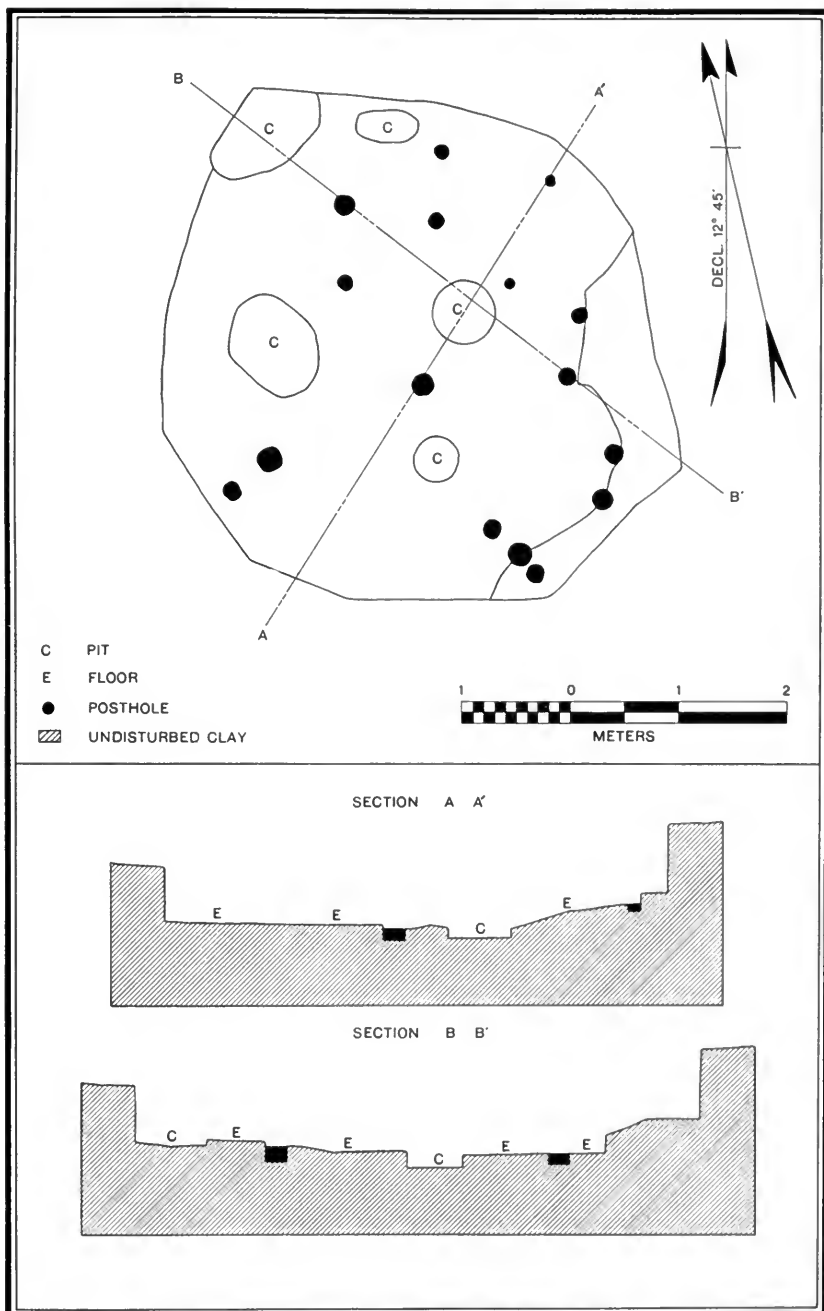 B
A'
C
C
DECL. 12° 45'
C
C
C
B'
A
C PIT
E FLOOR
POSTHOLE
UNDISTURBED CLAY
1 0 1 2
METERS
SECTION A A'
E E C E
SECTION B B'
C E E C E E